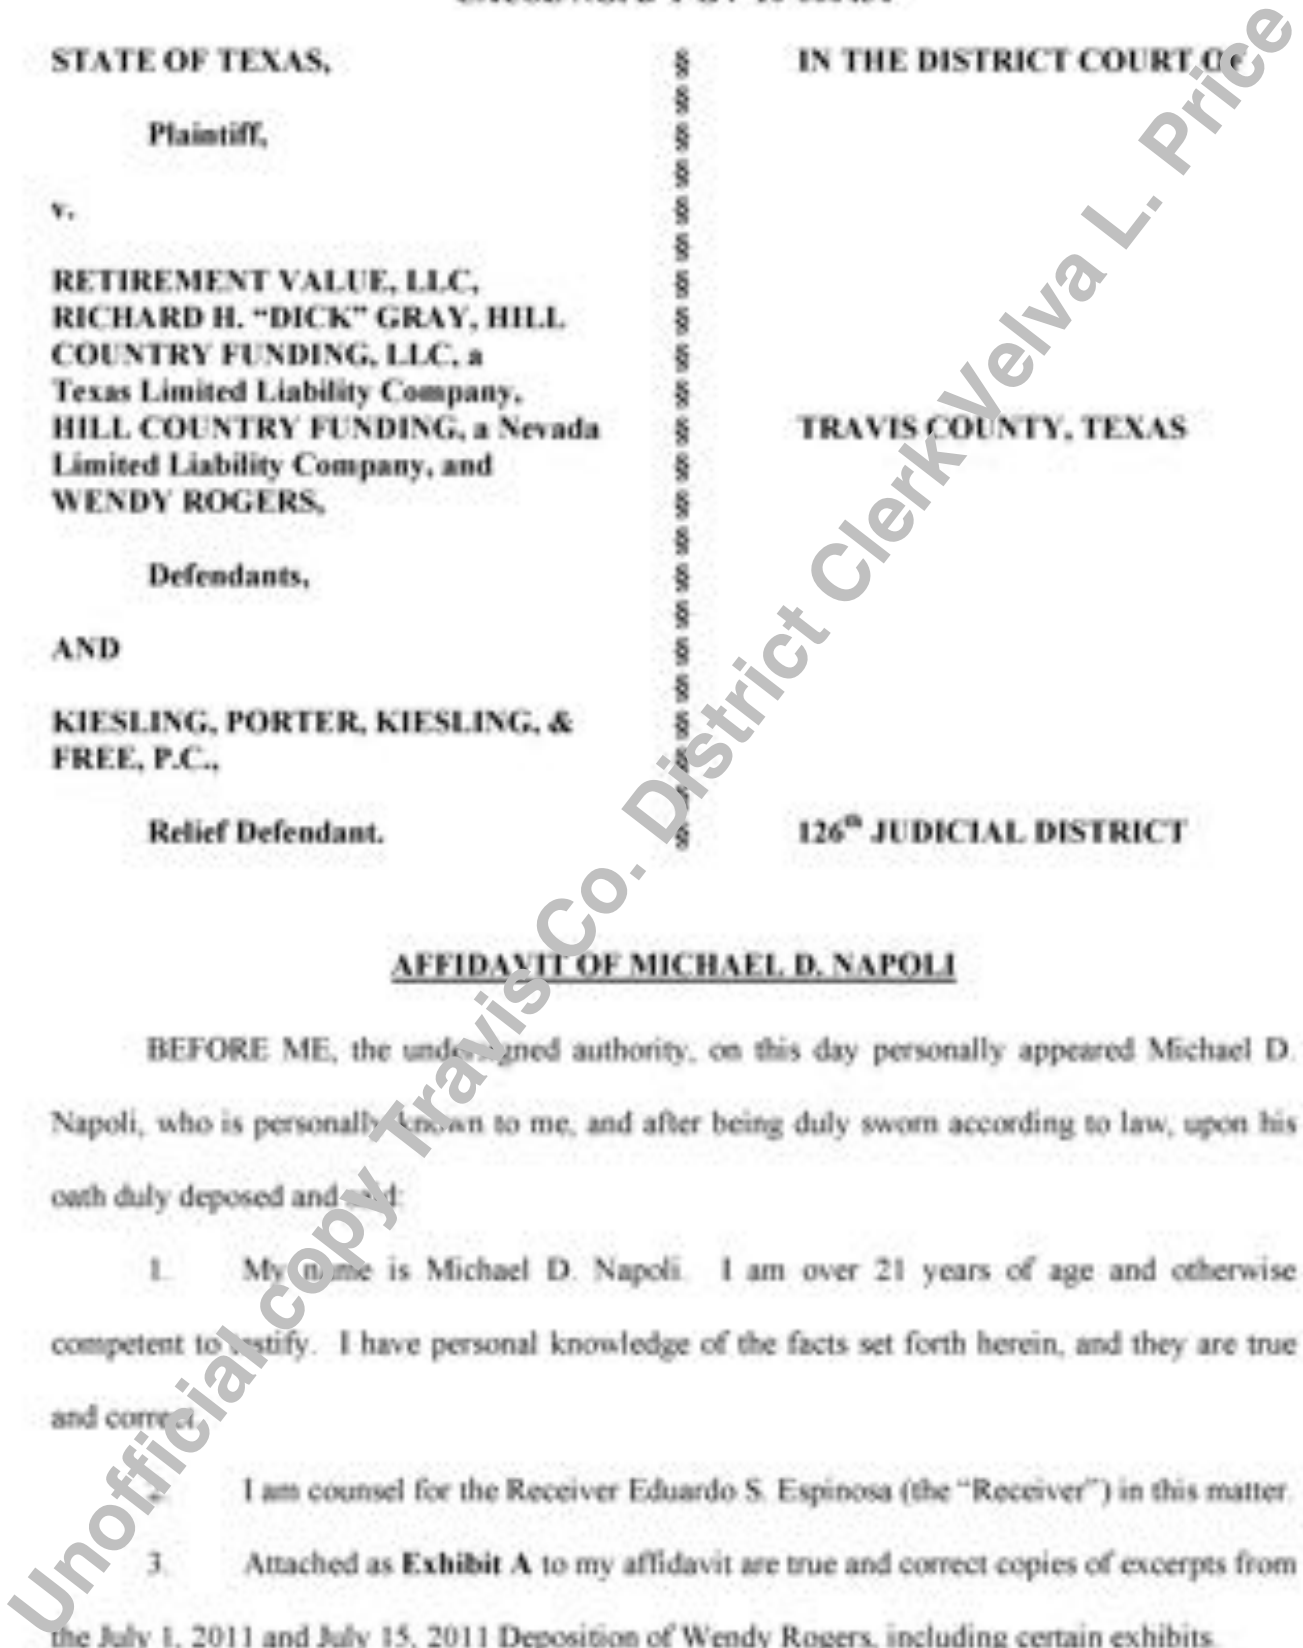 STATE OF TEXAS, § IN THE DISTRICT COURT OF
Plaintiff,
v.
RETIREMENT VALUE, LLC,
RICHARD H. “DICK” GRAY, HILL
COUNTRY FUNDING, LLC, a
Texas Limited Liability Company,
HILL COUNTRY FUNDING, a Nevada TRAVIS COUNTY, TEXAS
Limited Liability Company, and
WENDY ROGERS,
Defendants,
AND
KIESLING, PORTER, KIESLING, &
FREE, P.C.,
Relief Defendant. § 126th JUDICIAL DISTRICT
AFFIDAVIT OF MICHAEL D. NAPOLI
BEFORE ME, the undersigned authority, on this day personally appeared Michael D.
Napoli, who is personally known to me, and after being duly sworn according to law, upon his
oath duly deposed and said:
1. My name is Michael D. Napoli. I am over 21 years of age and otherwise
competent to testify. I have personal knowledge of the facts set forth herein, and they are true
and correct.
2. I am counsel for the Receiver Eduardo S. Espinosa (the “Receiver”) in this matter.
3. Attached as Exhibit A to my affidavit are true and correct copies of excerpts from
the July 1, 2011 and July 15, 2011 Deposition of Wendy Rogers, including certain exhibits.
Unofficial copy Travis Co. District Clerk Velva L. Price